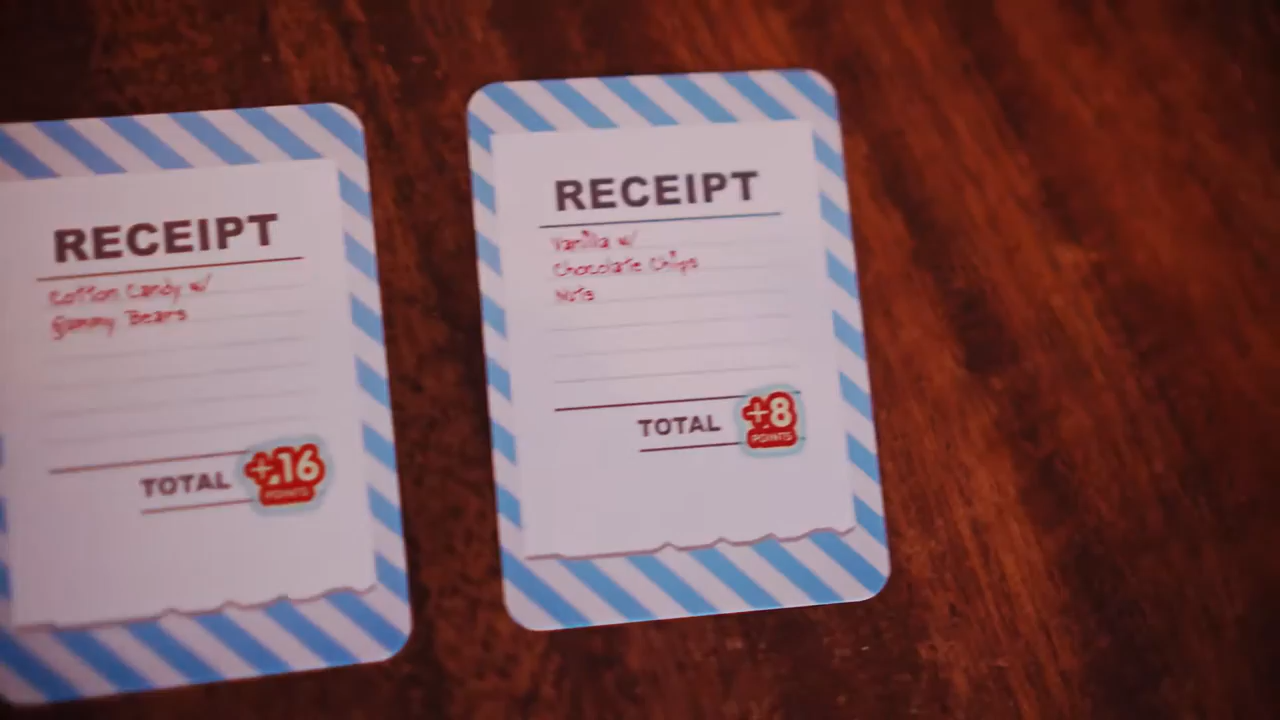 RECEIPT
Cotton Candy w/
Gummy Bears
TOTAL +16
POINTS
RECEIPT
Vanilla w/
Chocolate Chips
Nuts
TOTAL +8
POINTS